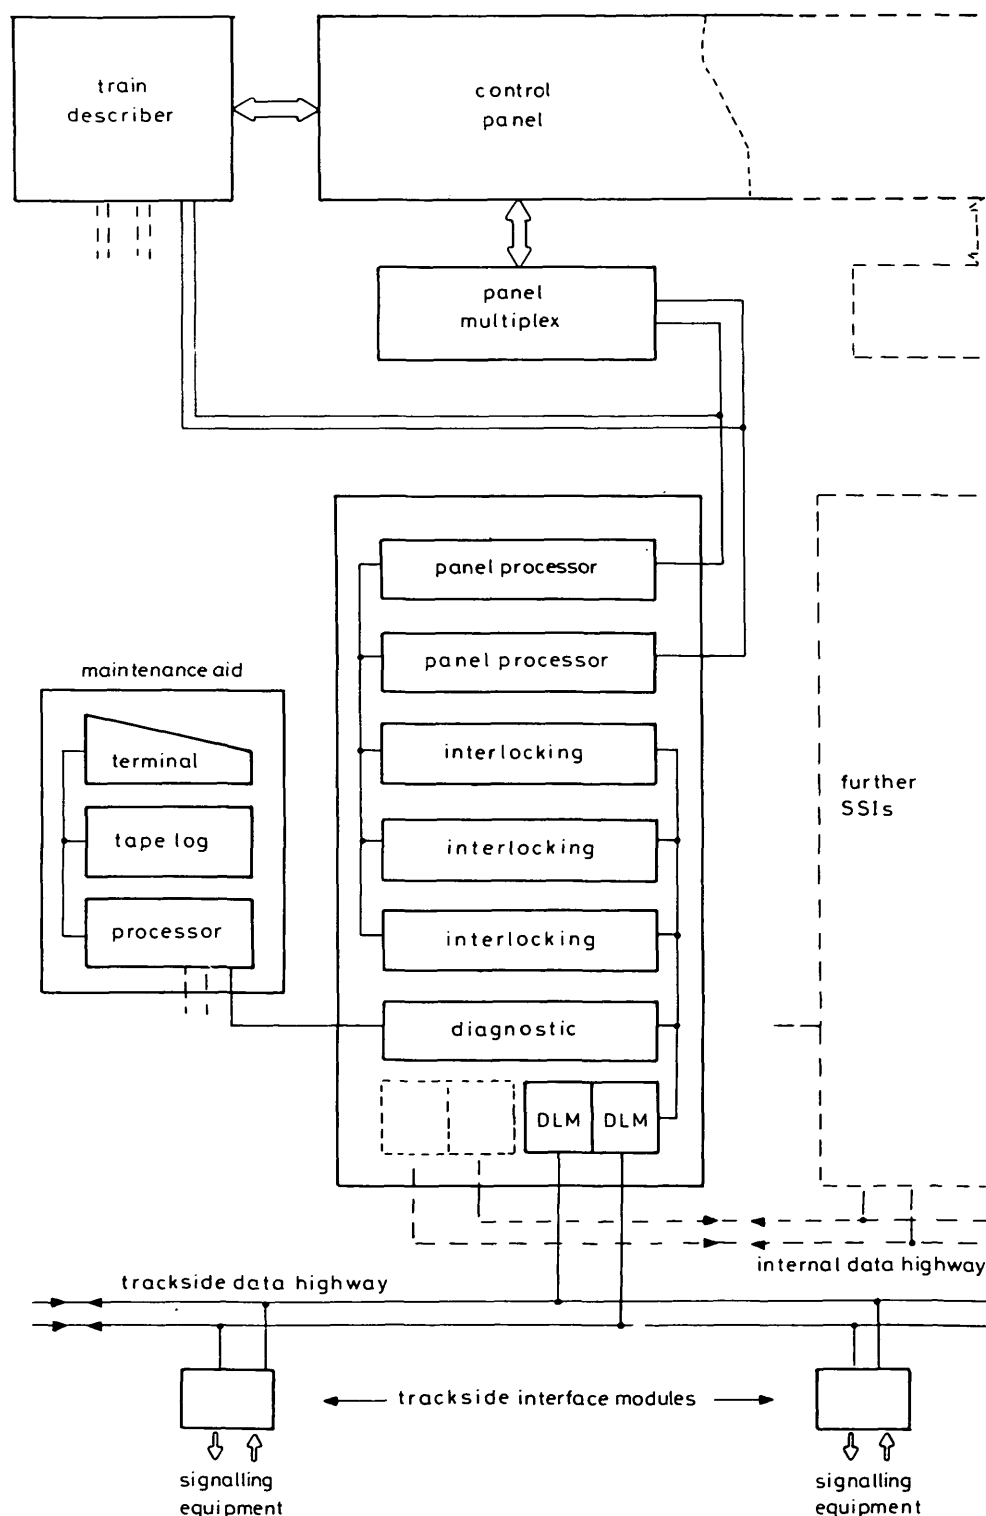 train
describer
control
panel
panel
multiplex
panel processor
panel processor
maintenance aid
terminal
tape log
processor
interlocking
interlocking
interlocking
diagnostic
DLM
DLM
further
SSIs
internal data highway
trackside data highway
trackside interface modules
signalling
equipment
signalling
equipment